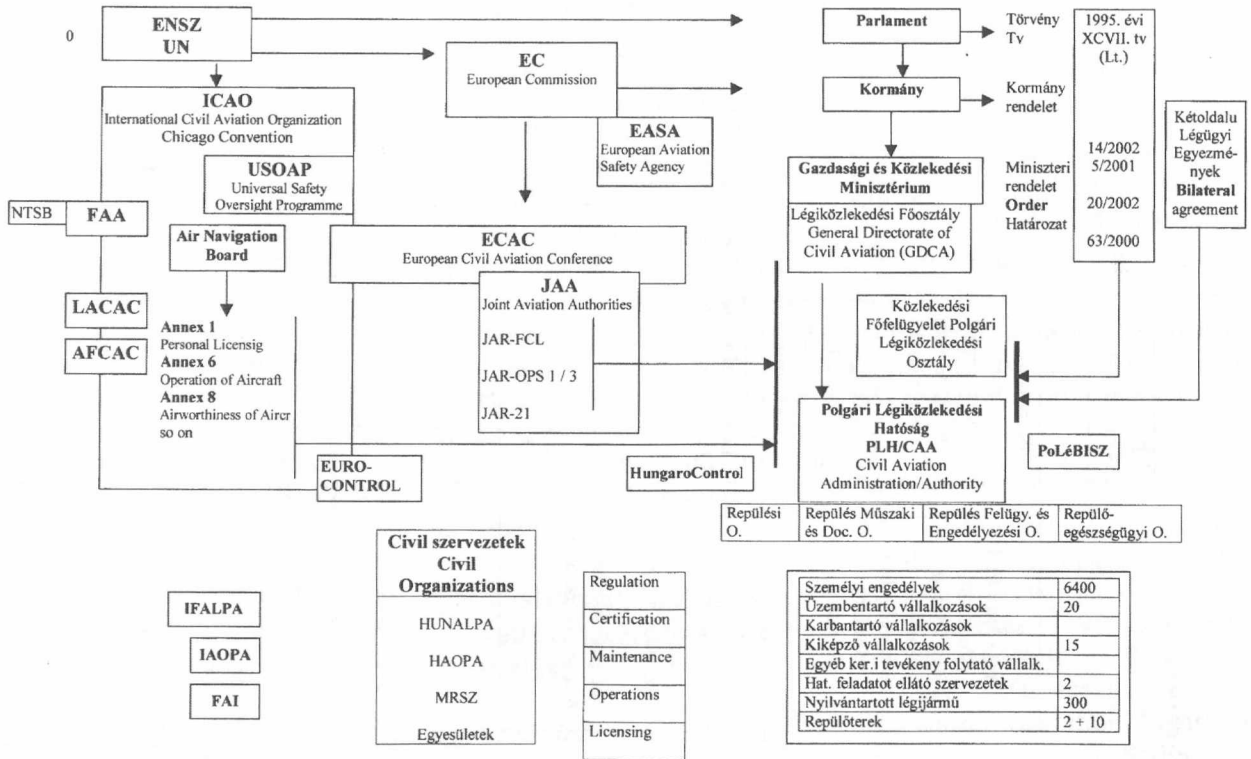 0
ENSZ
UN
ICAO
International Civil Aviation Organization
Chicago Convention
USOAP
Universal Safety
Oversight Programme
NTSB
FAA
Air Navigation
Board
LACAC
AFCAC
Annex 1
Personal Licensig
Annex 6
Operation of Aircraft
Annex 8
Airworthiness of Aircr
so on
EURO-
CONTROL
EC
European Commission
EASA
European Aviation
Safety Agency
ECAC
European Civil Aviation Conference
JAA
Joint Aviation Authorities
JAR-FCL
JAR-OPS 1 / 3
JAR-21
HungaroControl
Parlament
Törvény
Tv
Kormány
Kormány
rendelet
Gazdasági és Közlekedési
Minisztérium
Légiközlekedési Főosztály
General Directorate of
Civil Aviation (GDCA)
Miniszteri
rendelet
Order
Határozat
1995. évi
XCVII. tv
(Lt.)
14/2002
5/2001
20/2002
63/2000
Kétoldalu
Légügyi
Egyezmé-
nyek
Bilateral
agreement
Közlekedési
Főfelügyelet Polgári
Légiközlekedési
Osztály
Polgári Légiközlekedési
Hatóság
PLH/CAA
Civil Aviation
Administration/Authority
PoLéBISZ
Repülési
O.
Repülés Műszaki
és Doc. O.
Repülés Felügy. és
Engedélyezési O.
Repülő-
egészségügyi O.
IFALPA
IAOPA
FAI
Civil szervezetek
Civil
Organizations
HUNALPA
HAOPA
MRSZ
Egyesületek
Regulation
Certification
Maintenance
Operations
Licensing
Személyi engedélyek 6400
Üzembentartó vállalkozások 20
Karbantartó vállalkozások
Kiképző vállalkozások 15
Egyéb ker.i tevékeny folytató vállalk.
Hat. feladatot ellátó szervezetek 2
Nyilvántartott légijármű 300
Repülőterek 2 + 10